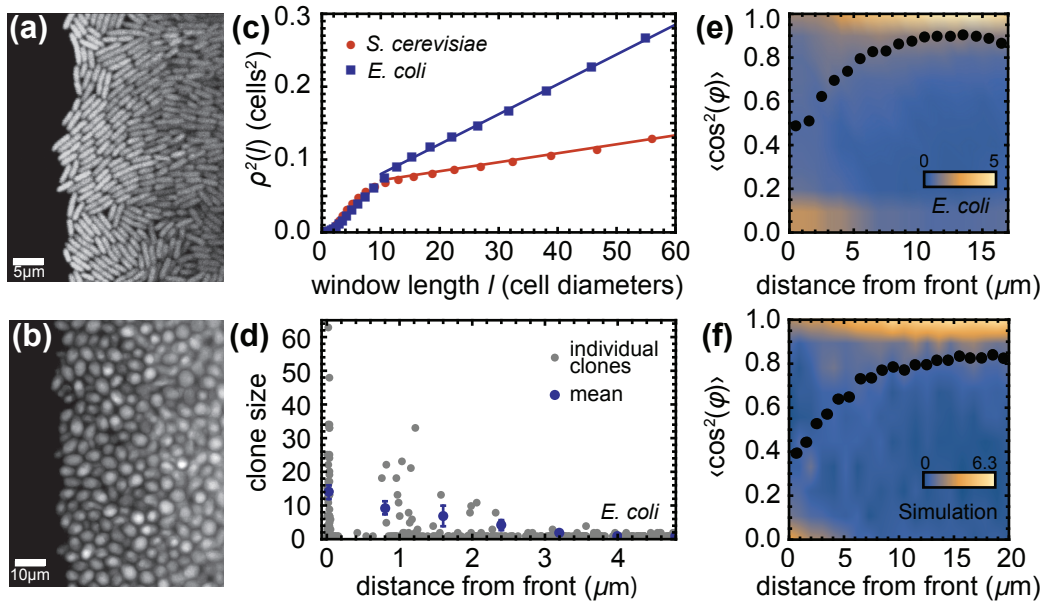 (a)
5μm
(b)
10μm
(c)
S. cerevisiae
E. coli
ρ²(l) (cells²)
0.3
0.2
0.1
0.0
0 10 20 30 40 50 60
window length l (cell diameters)
(d)
individual
clones
mean
clone size
60
50
40
30
20
10
0
E. coli
0 1 2 3 4
distance from front (μm)
(e)
⟨cos²(φ)⟩
1.0
0.8
0.6
0.4
0.2
0.0
0 5
E. coli
0 5 10 15
distance from front (μm)
(f)
⟨cos²(φ)⟩
1.0
0.8
0.6
0.4
0.2
0.0
0 6.3
Simulation
0 5 10 15 20
distance from front (μm)